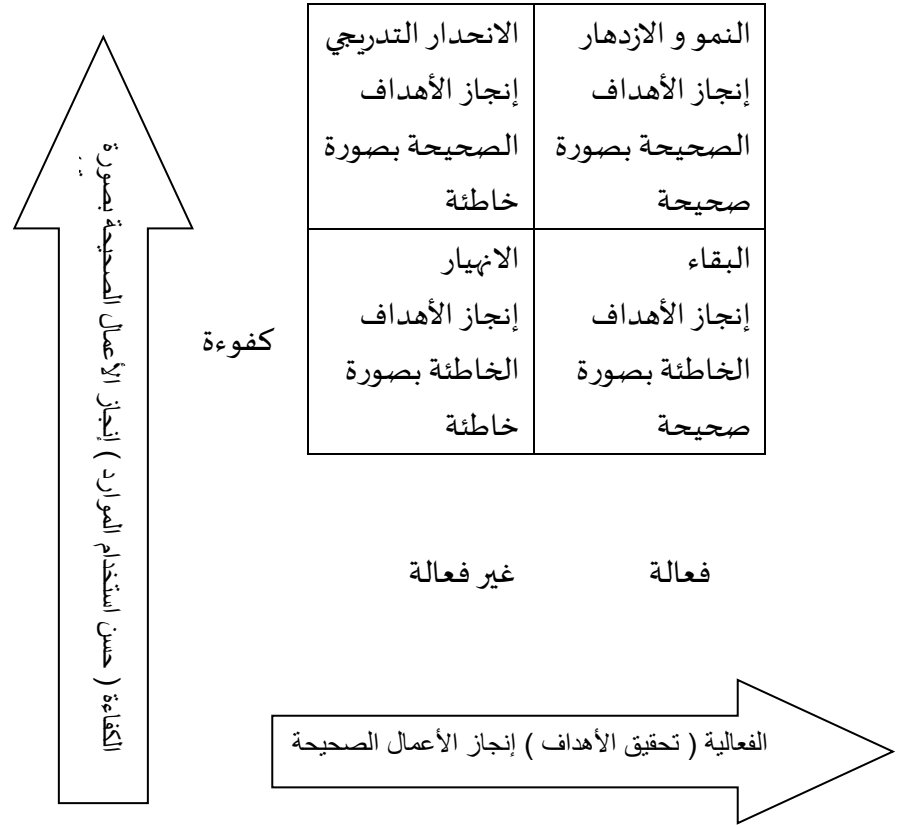 النمو و الازدهار
إنجاز الأهداف
الصحيحة بصورة
صحيحة
الانحدار التدريجي
إنجاز الأهداف
الصحيحة بصورة
خاطئة
البقاء
إنجاز الأهداف
الخاطئة بصورة
صحيحة
الانهيار
إنجاز الأهداف
الخاطئة بصورة
خاطئة
كفوءة
فعالة
غير فعالة
الفعالية ( تحقيق الأهداف ) إنجاز الأعمال الصحيحة
الكفاءة ( حسن استخدام الموارد ) إنجاز الأعمال الصحيحة بصورة